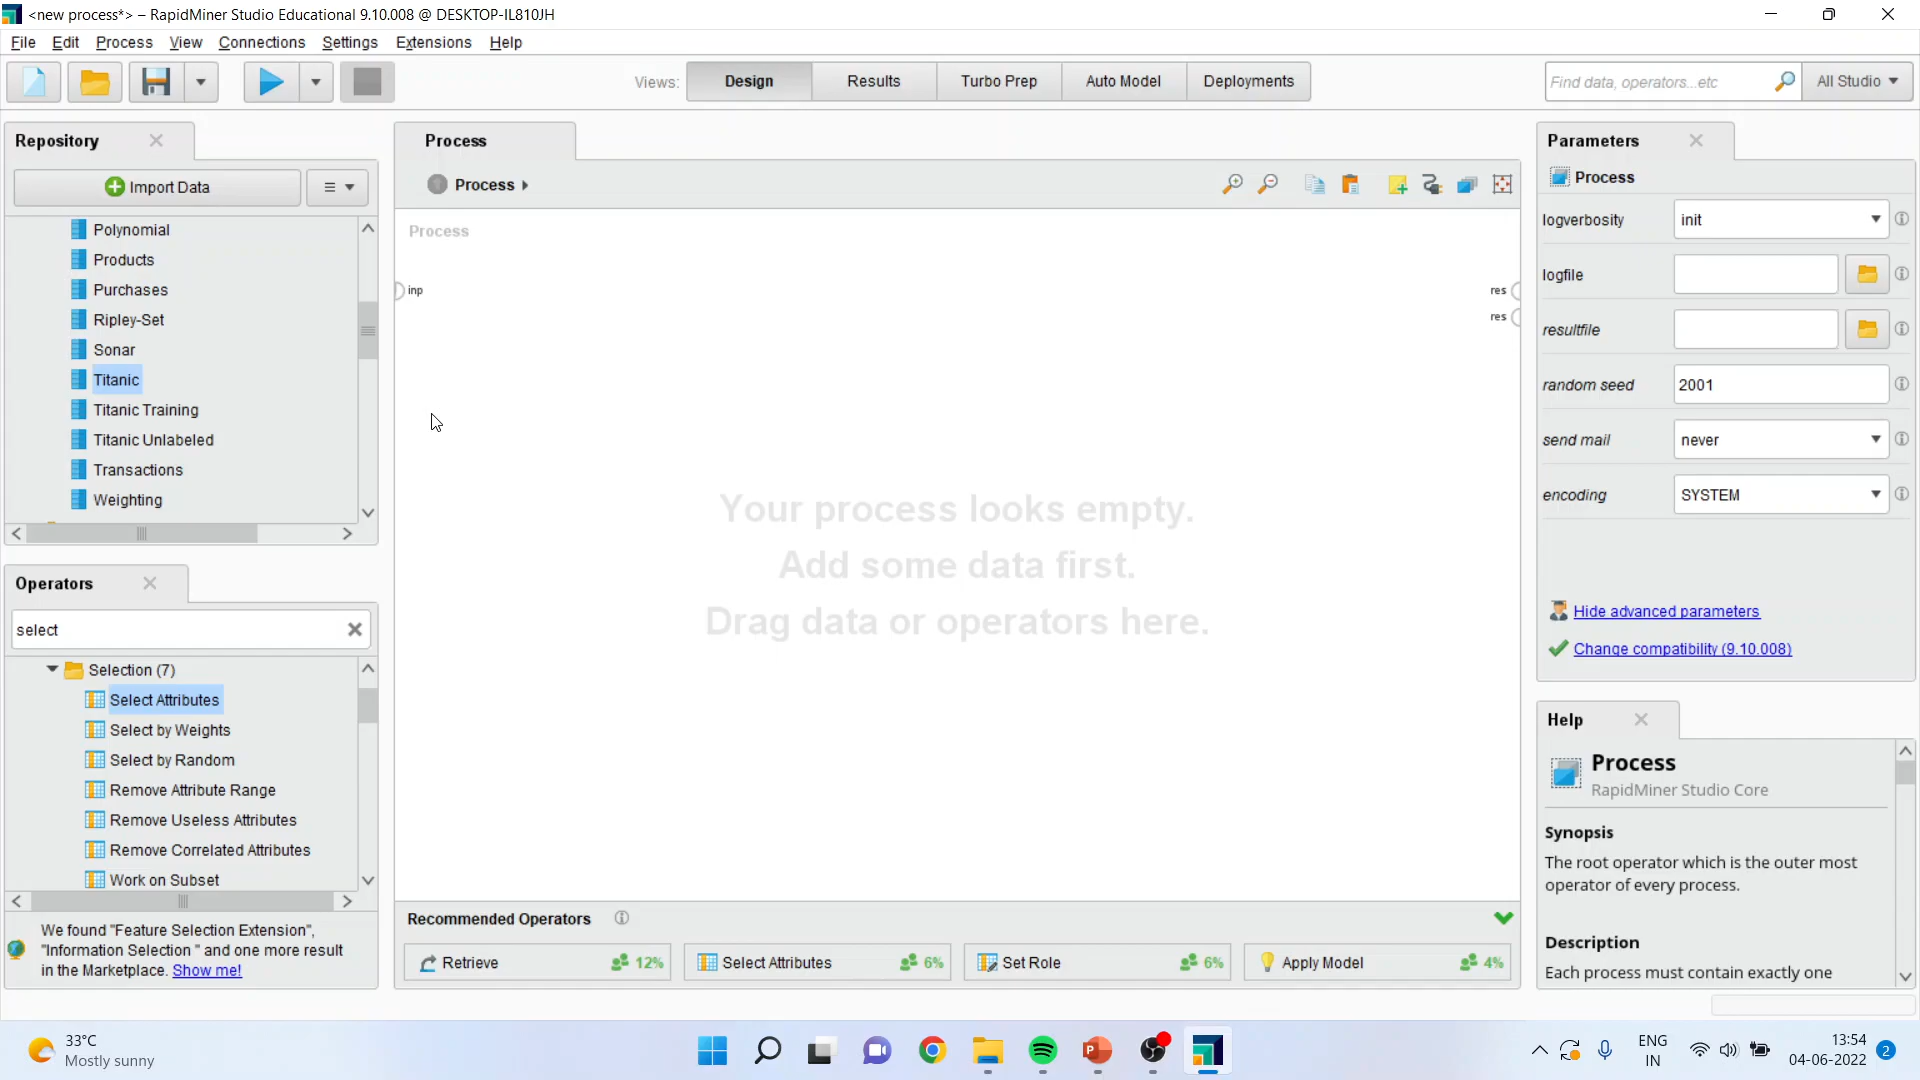 <new process*> – RapidMiner Studio Educational 9.10.008 @ DESKTOP-IL810JH
File Edit Process View Connections Settings Extensions Help
Views: Design Results Turbo Prep Auto Model Deployments
Find data, operators...etc All Studio
Repository
Import Data
Polynomial
Products
Purchases
Ripley-Set
Sonar
Titanic
Titanic Training
Titanic Unlabeled
Transactions
Weighting
Operators
select
Selection (7)
Select Attributes
Select by Weights
Select by Random
Remove Attribute Range
Remove Useless Attributes
Remove Correlated Attributes
Work on Subset
We found "Feature Selection Extension",
"Information Selection " and one more result
in the Marketplace. Show me!
Process
Process
Process
inp
res
res
Your process looks empty.
Add some data first.
Drag data or operators here.
Recommended Operators
Retrieve 12%
Select Attributes 6%
Set Role 6%
Apply Model 4%
Parameters
Process
logverbosity init
logfile
resultfile
random seed 2001
send mail never
encoding SYSTEM
Hide advanced parameters
Change compatibility (9.10.008)
Help
Process
RapidMiner Studio Core
Synopsis
The root operator which is the outer most
operator of every process.
Description
Each process must contain exactly one
33°C
Mostly sunny
ENG
IN
13:54
04-06-2022
2